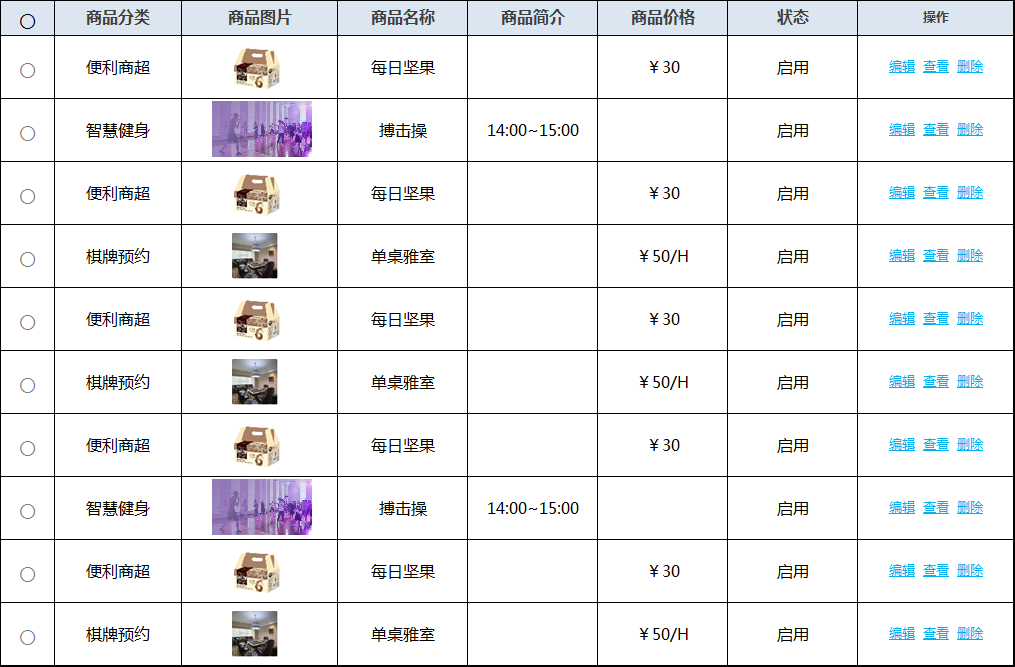 商品分类 商品图片 商品名称 商品简介 商品价格 状态 操作
便利商超 每日坚果 ¥30 启用 编辑 查看 删除
智慧健身 搏击操 14:00~15:00 启用 编辑 查看 删除
便利商超 每日坚果 ¥30 启用 编辑 查看 删除
棋牌预约 单桌雅室 ¥50/H 启用 编辑 查看 删除
便利商超 每日坚果 ¥30 启用 编辑 查看 删除
棋牌预约 单桌雅室 ¥50/H 启用 编辑 查看 删除
便利商超 每日坚果 ¥30 启用 编辑 查看 删除
智慧健身 搏击操 14:00~15:00 启用 编辑 查看 删除
便利商超 每日坚果 ¥30 启用 编辑 查看 删除
棋牌预约 单桌雅室 ¥50/H 启用 编辑 查看 删除